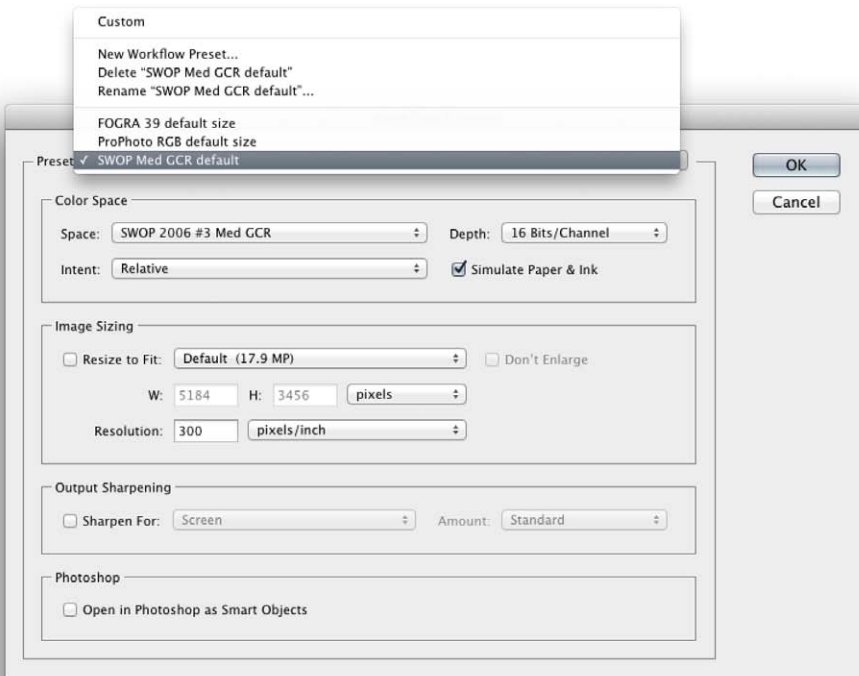 Custom
New Workflow Preset...
Delete “SWOP Med GCR default”
Rename “SWOP Med GCR default”...
FOGRA 39 default size
ProPhoto RGB default size
Preset ✓ SWOP Med GCR default
OK
Cancel
Color Space
Space: SWOP 2006 #3 Med GCR Depth: 16 Bits/Channel
Intent: Relative Simulate Paper & Ink
Image Sizing
Resize to Fit: Default (17.9 MP) Don't Enlarge
W: 5184 H: 3456 pixels
Resolution: 300 pixels/inch
Output Sharpening
Sharpen For: Screen Amount: Standard
Photoshop
Open in Photoshop as Smart Objects